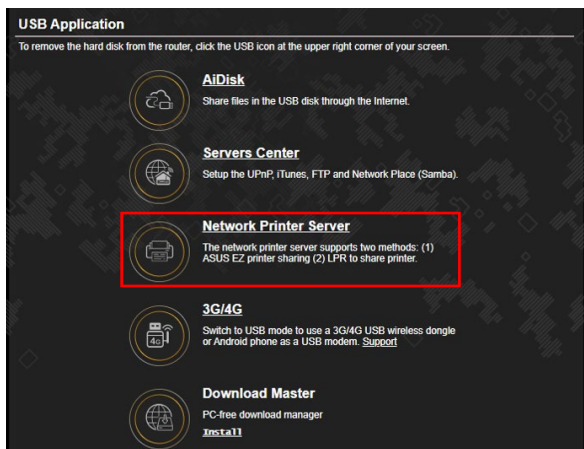 USB Application
To remove the hard disk from the router, click the USB icon at the upper right corner of your screen.
AiDisk
Share files in the USB disk through the Internet.
Servers Center
Setup the UPnP, iTunes, FTP and Network Place (Samba).
Network Printer Server
The network printer server supports two methods: (1)
ASUS EZ printer sharing (2) LPR to share printer.
3G/4G
4G
Switch to USB mode to use a 3G/4G USB wireless dongle
or Android phone as a USB modem. Support
Download Master
PC-free download manager
Install